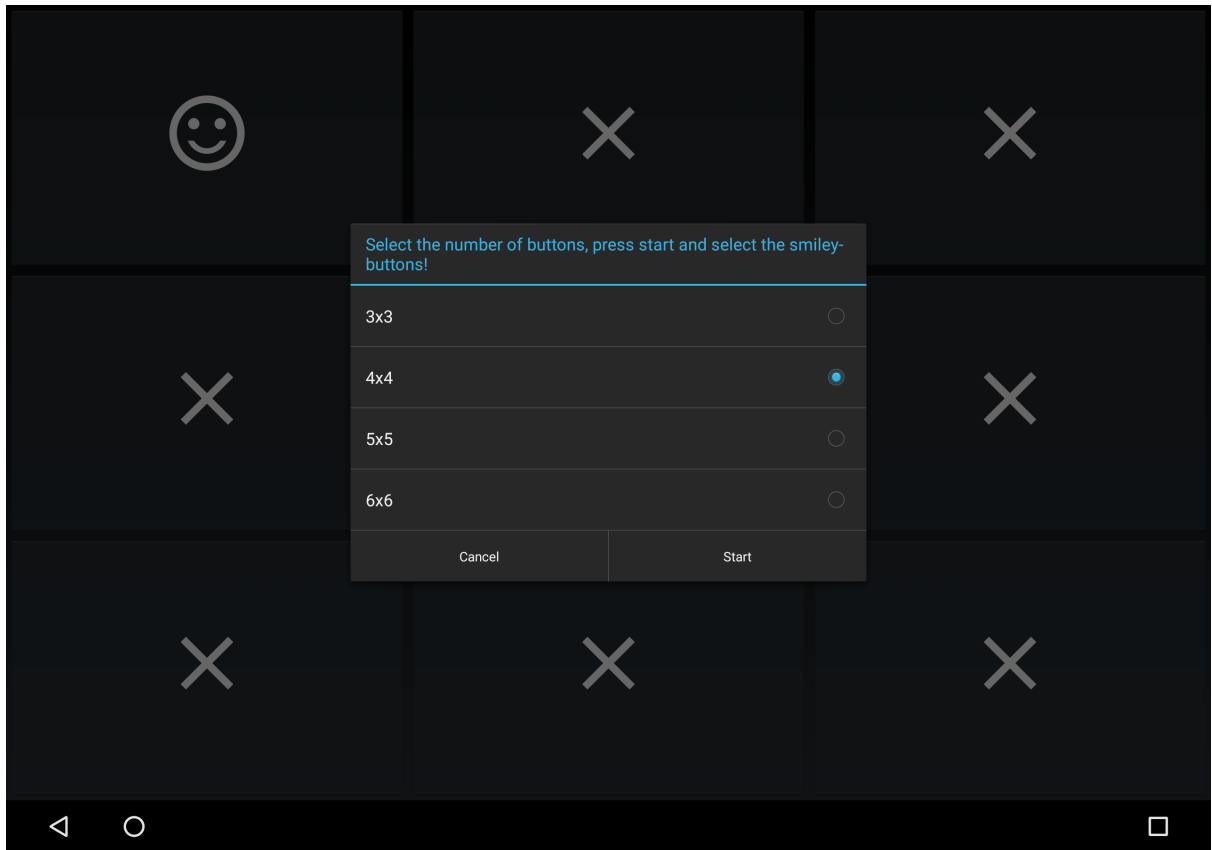 Select the number of buttons, press start and select the smiley-
buttons!
3x3
4x4
5x5
6x6
Cancel
Start